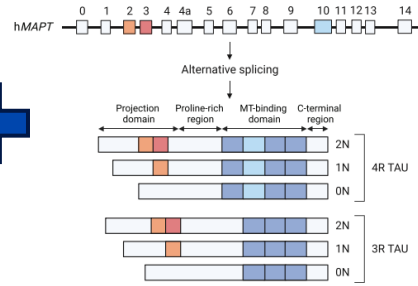 0 1 2 3 4 4a 5 6 7 8 9 10 11 12 13 14
hMAPT
Alternative splicing
Projection domain
Proline-rich region
MT-binding domain
C-terminal region
2N
1N
0N
4R TAU
2N
1N
0N
3R TAU